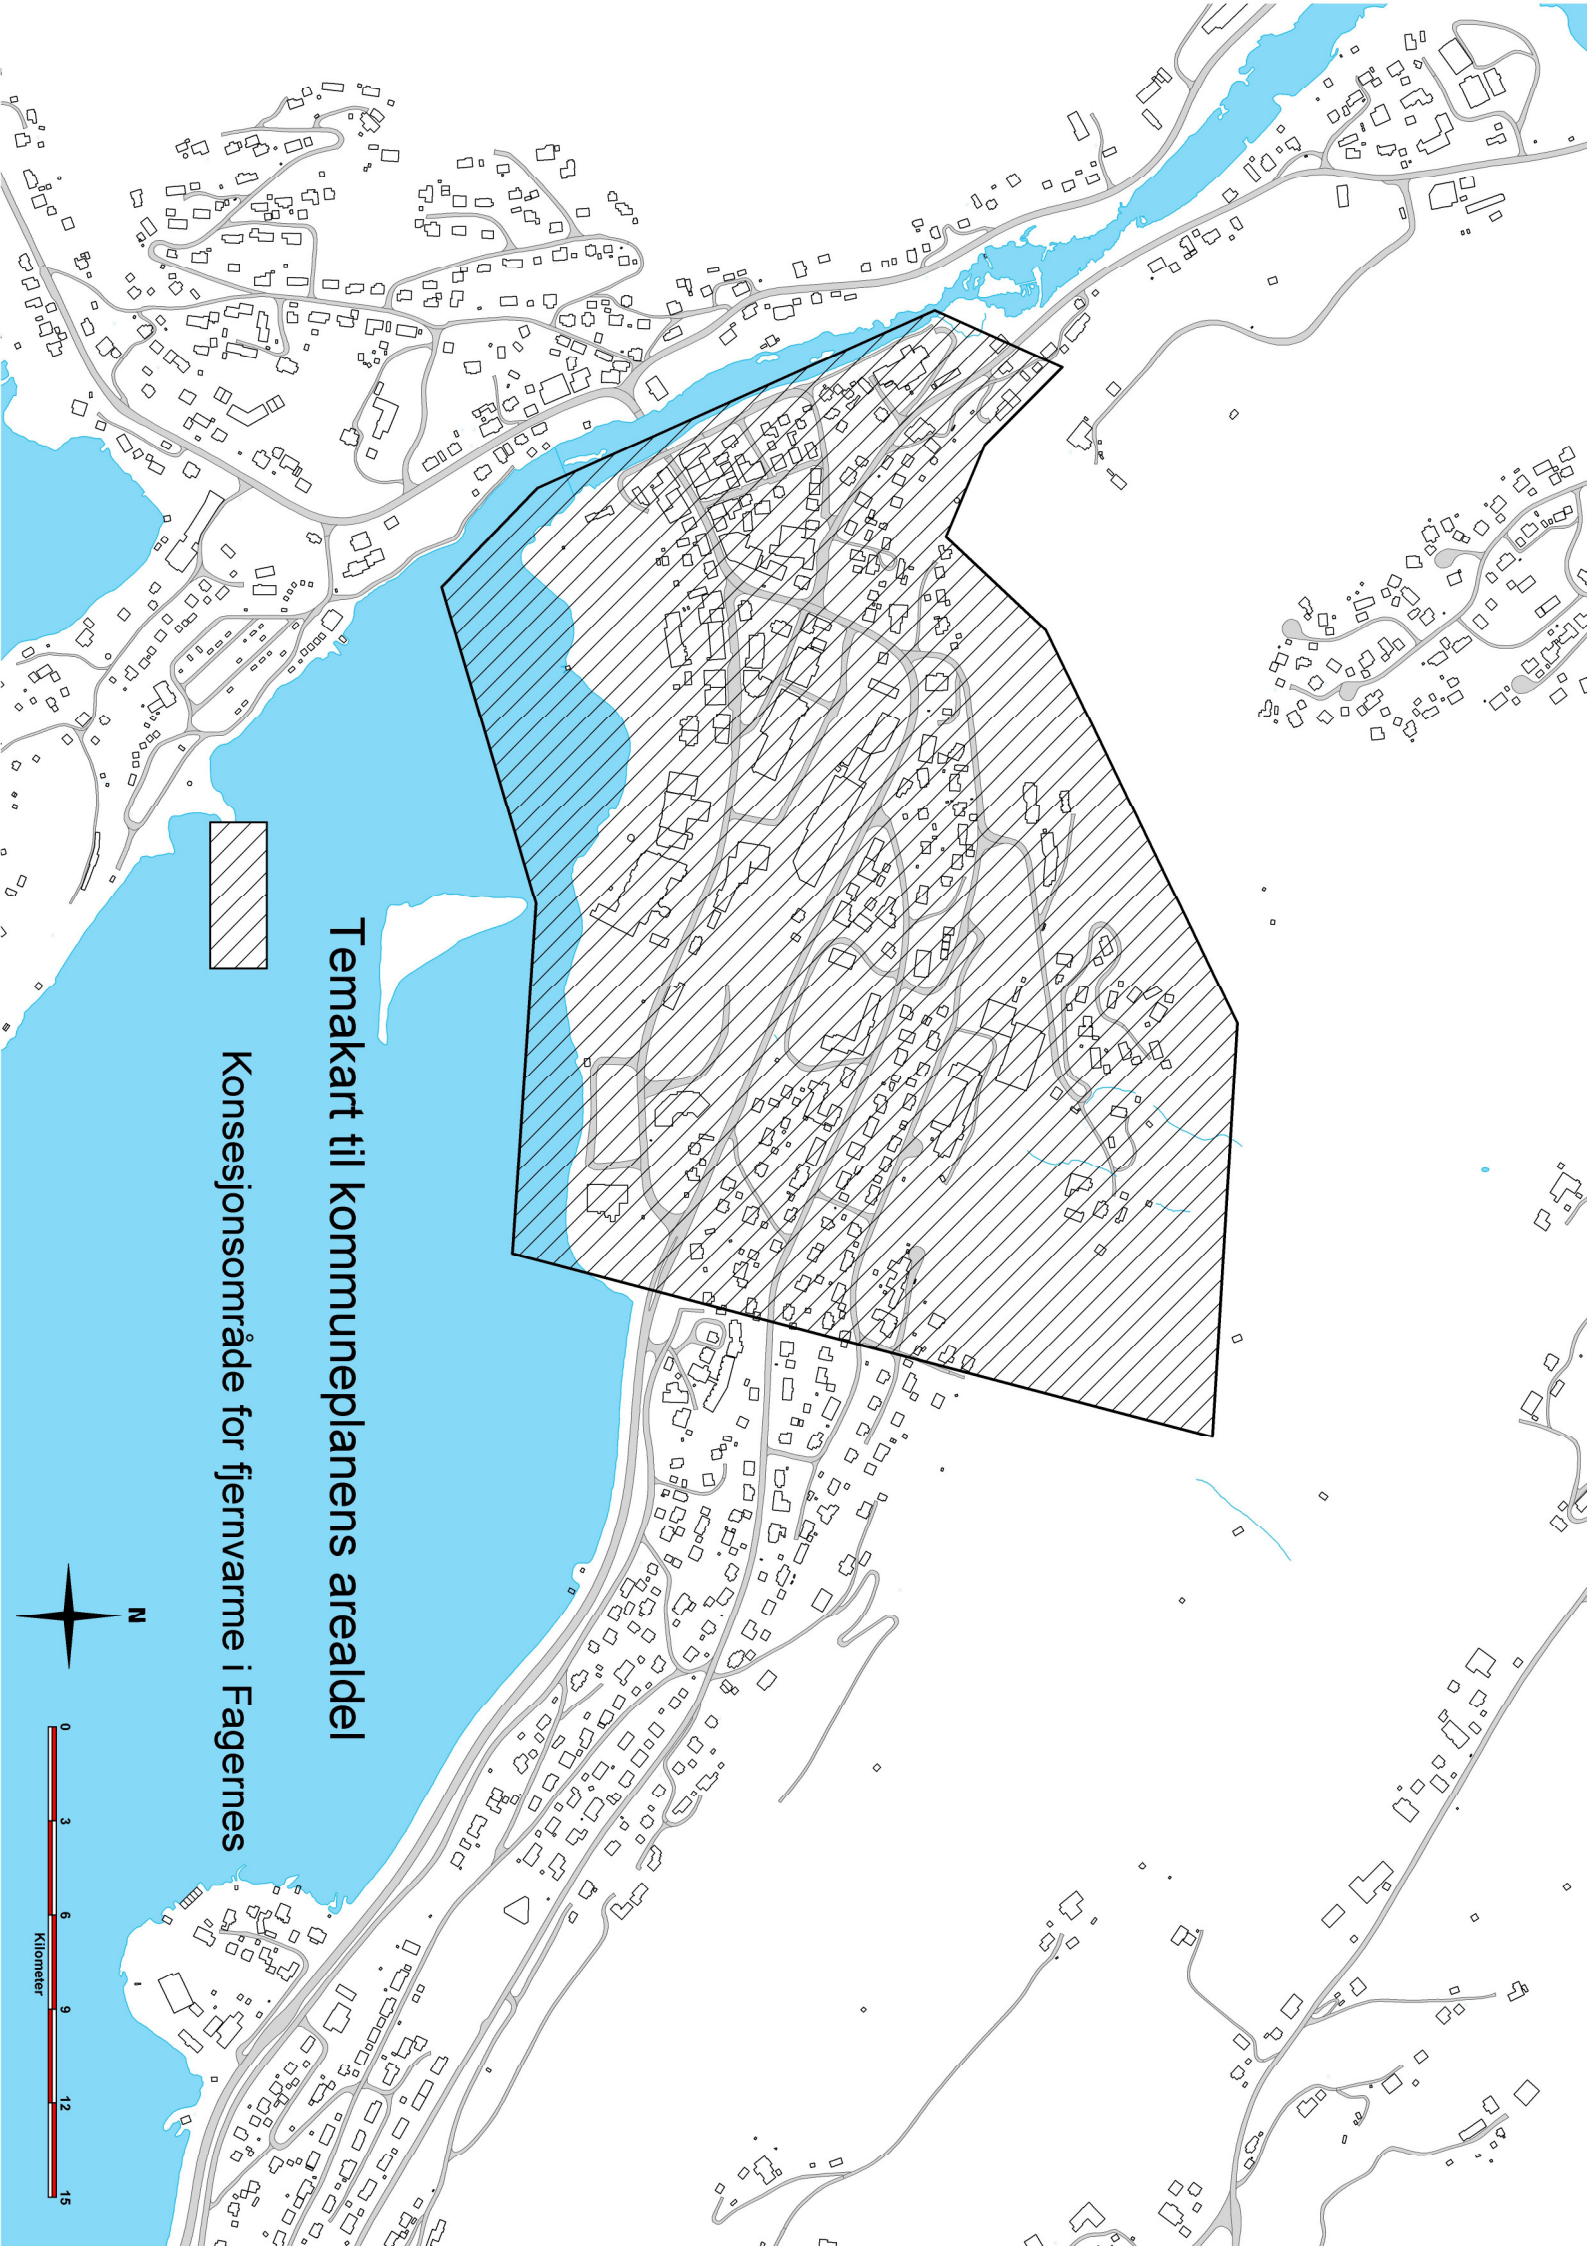 Temakart til kommuneplanens arealdel
Konsesjonsområde for fjernvarme i Fagernes
N
0 3 6 9 12 15
Kilometer